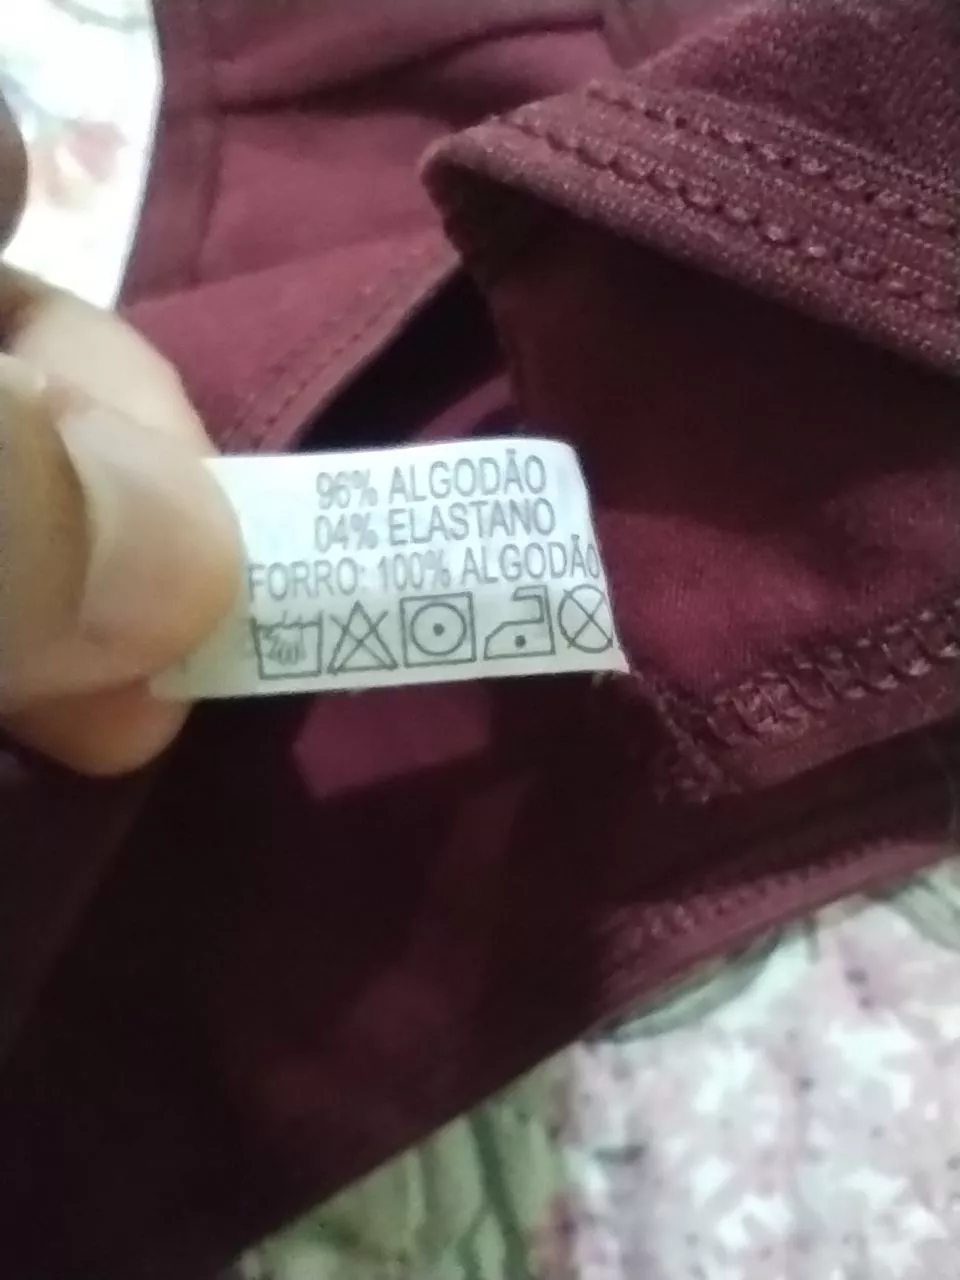 96% ALGODÃO
04% ELASTANO
FORRO: 100% ALGODÃO